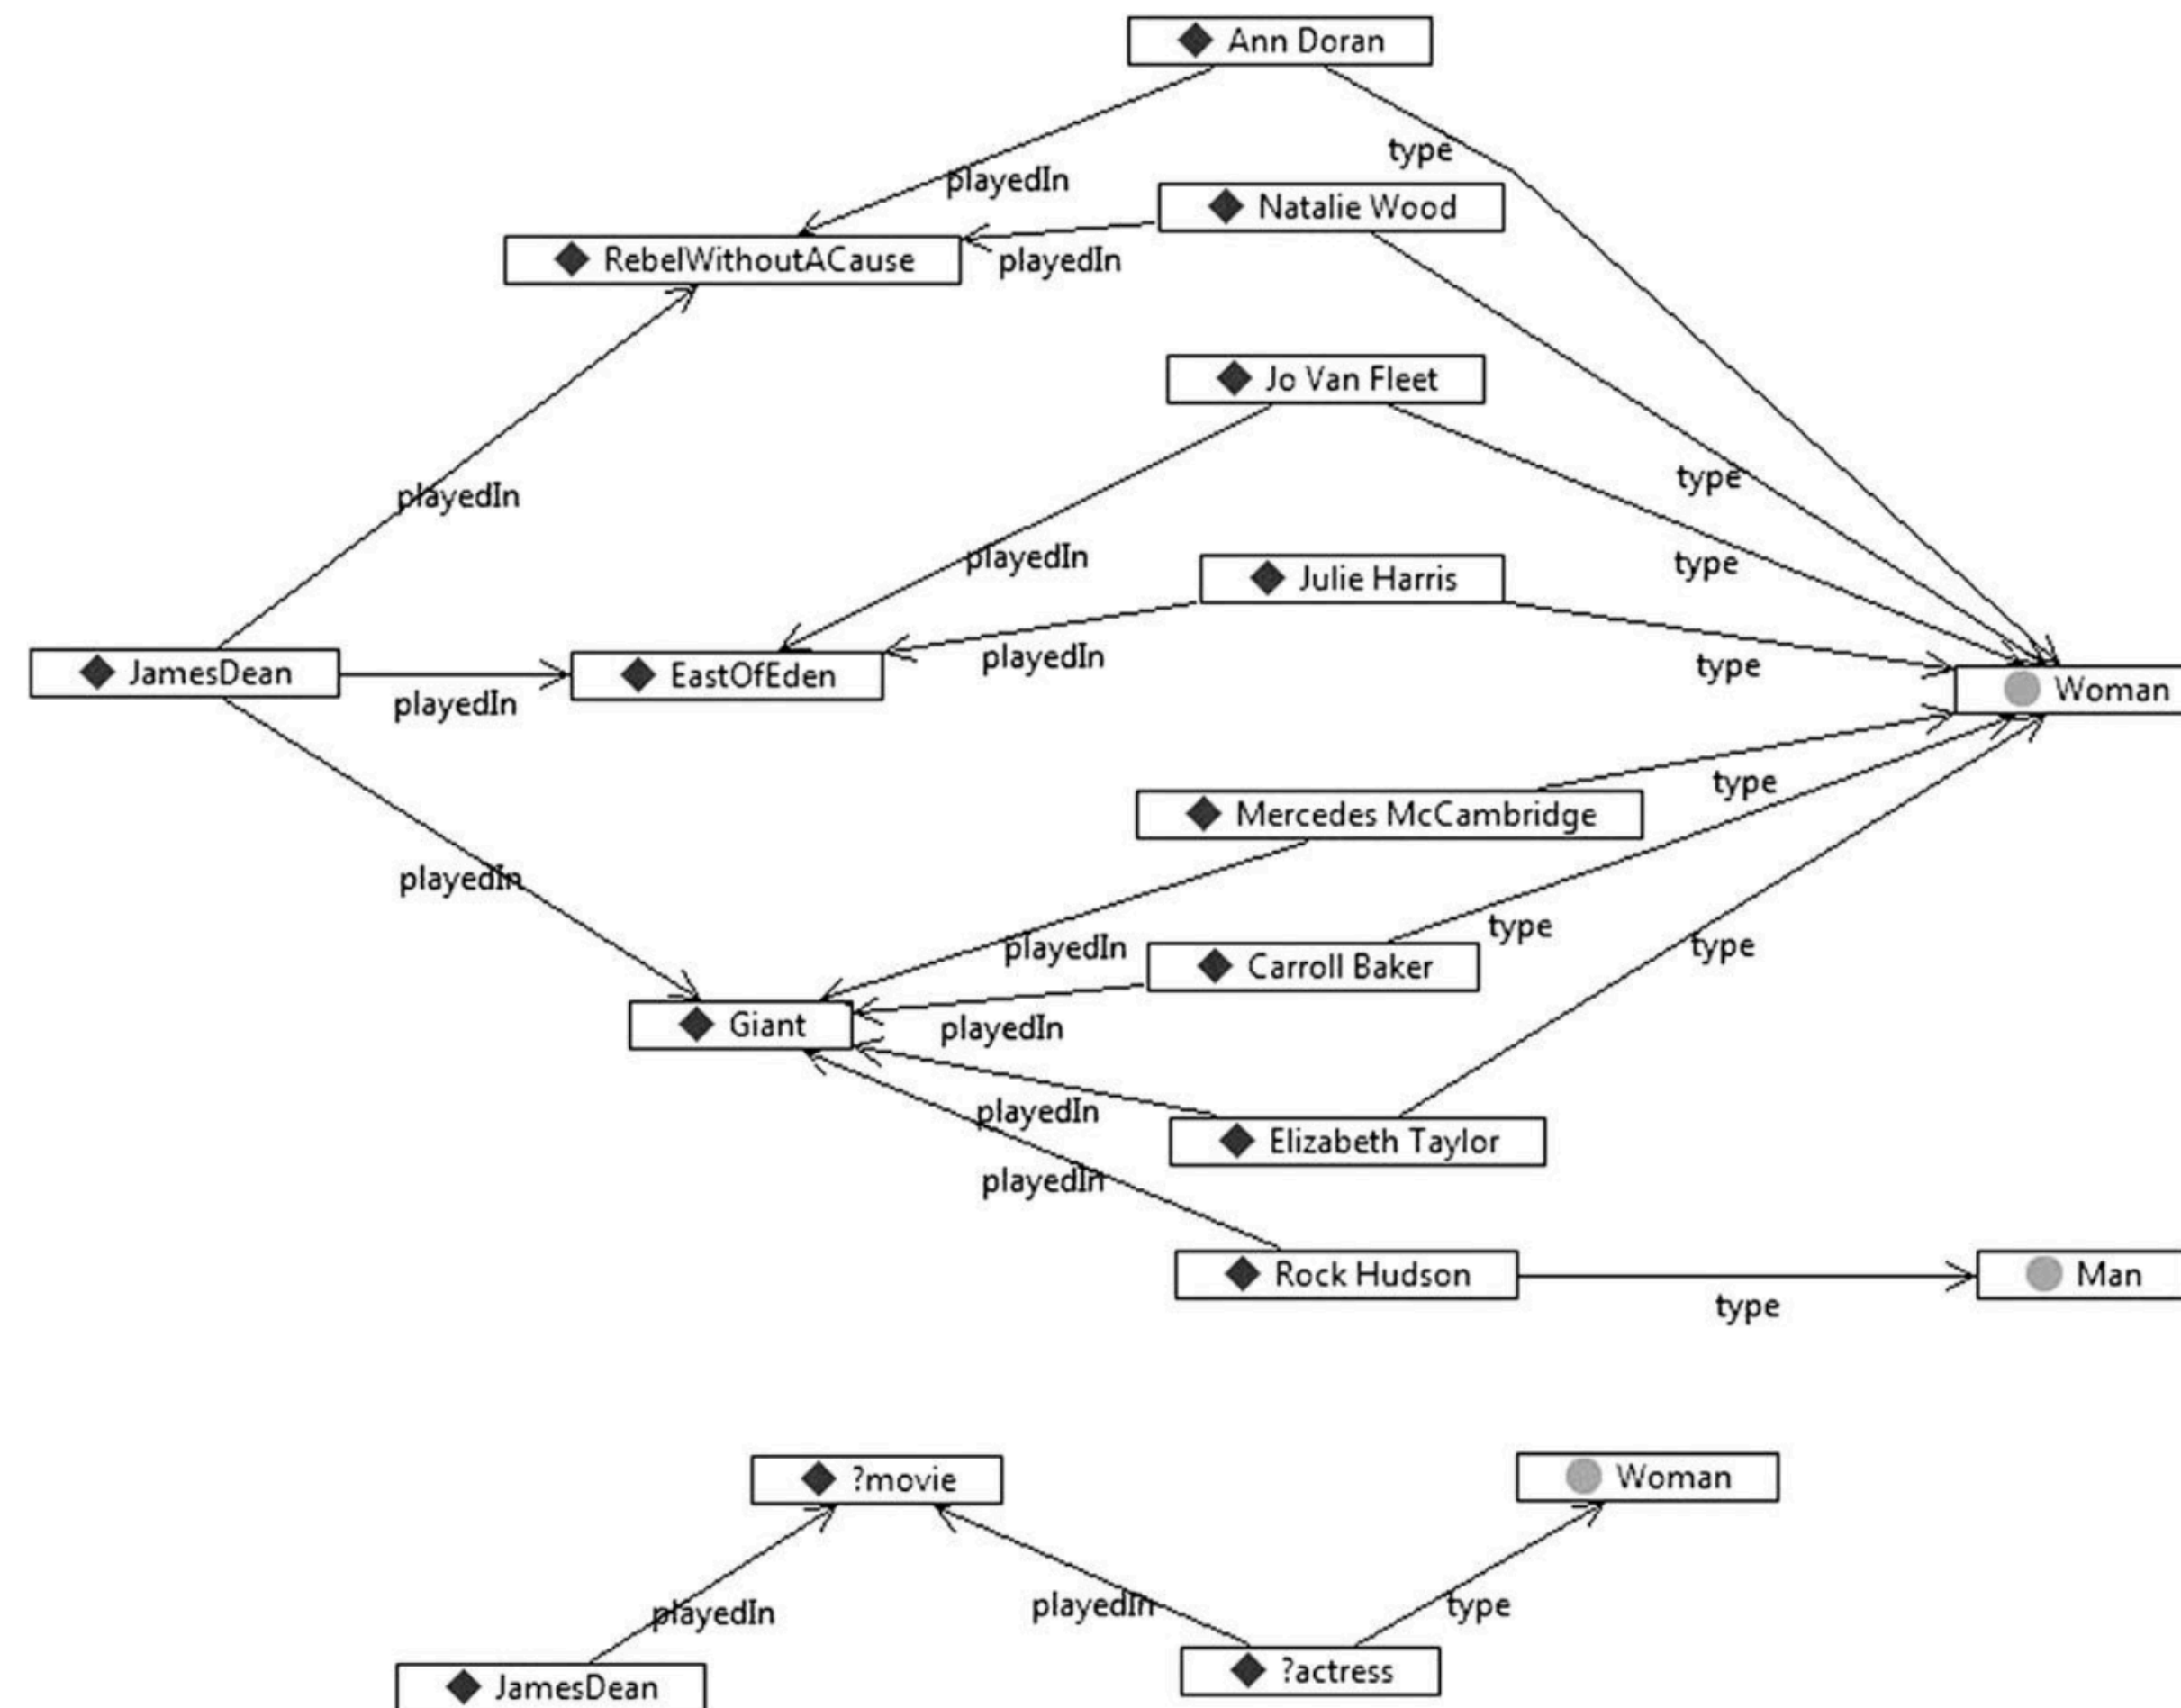 Ann Doran
type
playedIn
Natalie Wood
RebelWithoutACause
playedIn
Jo Van Fleet
type
playedIn
playedIn
type
Julie Harris
playedIn
type
JamesDean
EastOfEden
Woman
playedIn
type
Mercedes McCambridge
playedIn
type
playedIn
type
Carroll Baker
Giant
playedIn
playedIn
Elizabeth Taylor
playedIn
Rock Hudson
Man
type
?movie
Woman
playedIn
playedIn
type
?actress
JamesDean